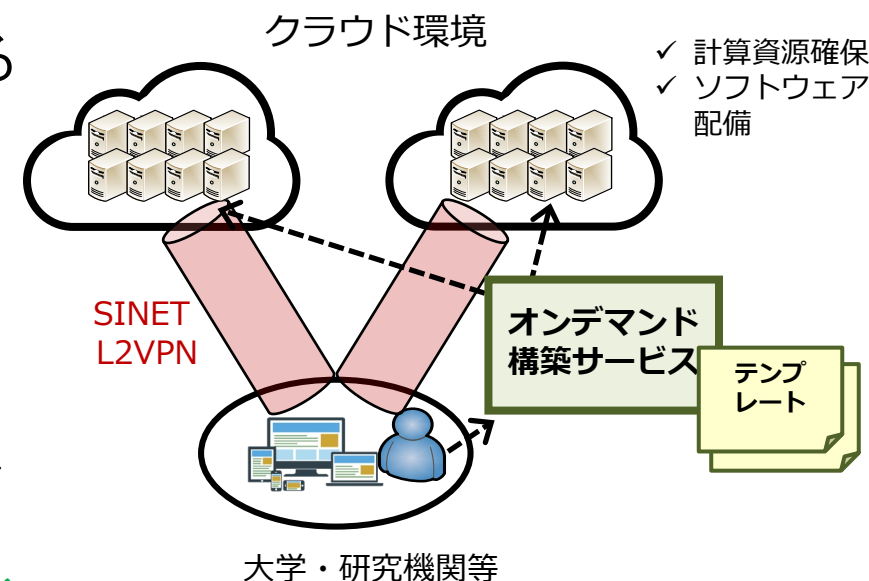 る
クラウド環境
✓ 計算資源確保
✓ ソフトウェア
配備
SINET
L2VPN
オンデマンド
構築サービス
テンプ
レート
大学・研究機関等